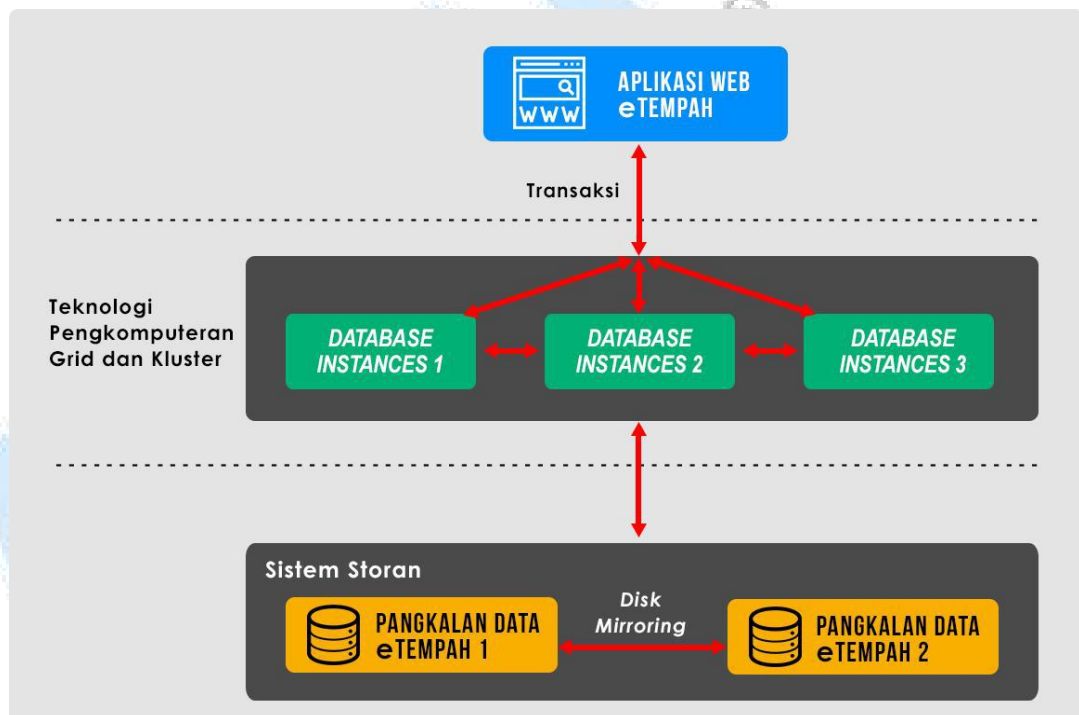 WWW
APLIKASI WEB
eTEMPAH
Transaksi
Teknologi
Pengkomputeran
Grid dan Kluster
DATABASE
INSTANCES 1
DATABASE
INSTANCES 2
DATABASE
INSTANCES 3
Sistem Storan
PANGKALAN DATA
eTEMPAH 1
Disk
Mirroring
PANGKALAN DATA
eTEMPAH 2